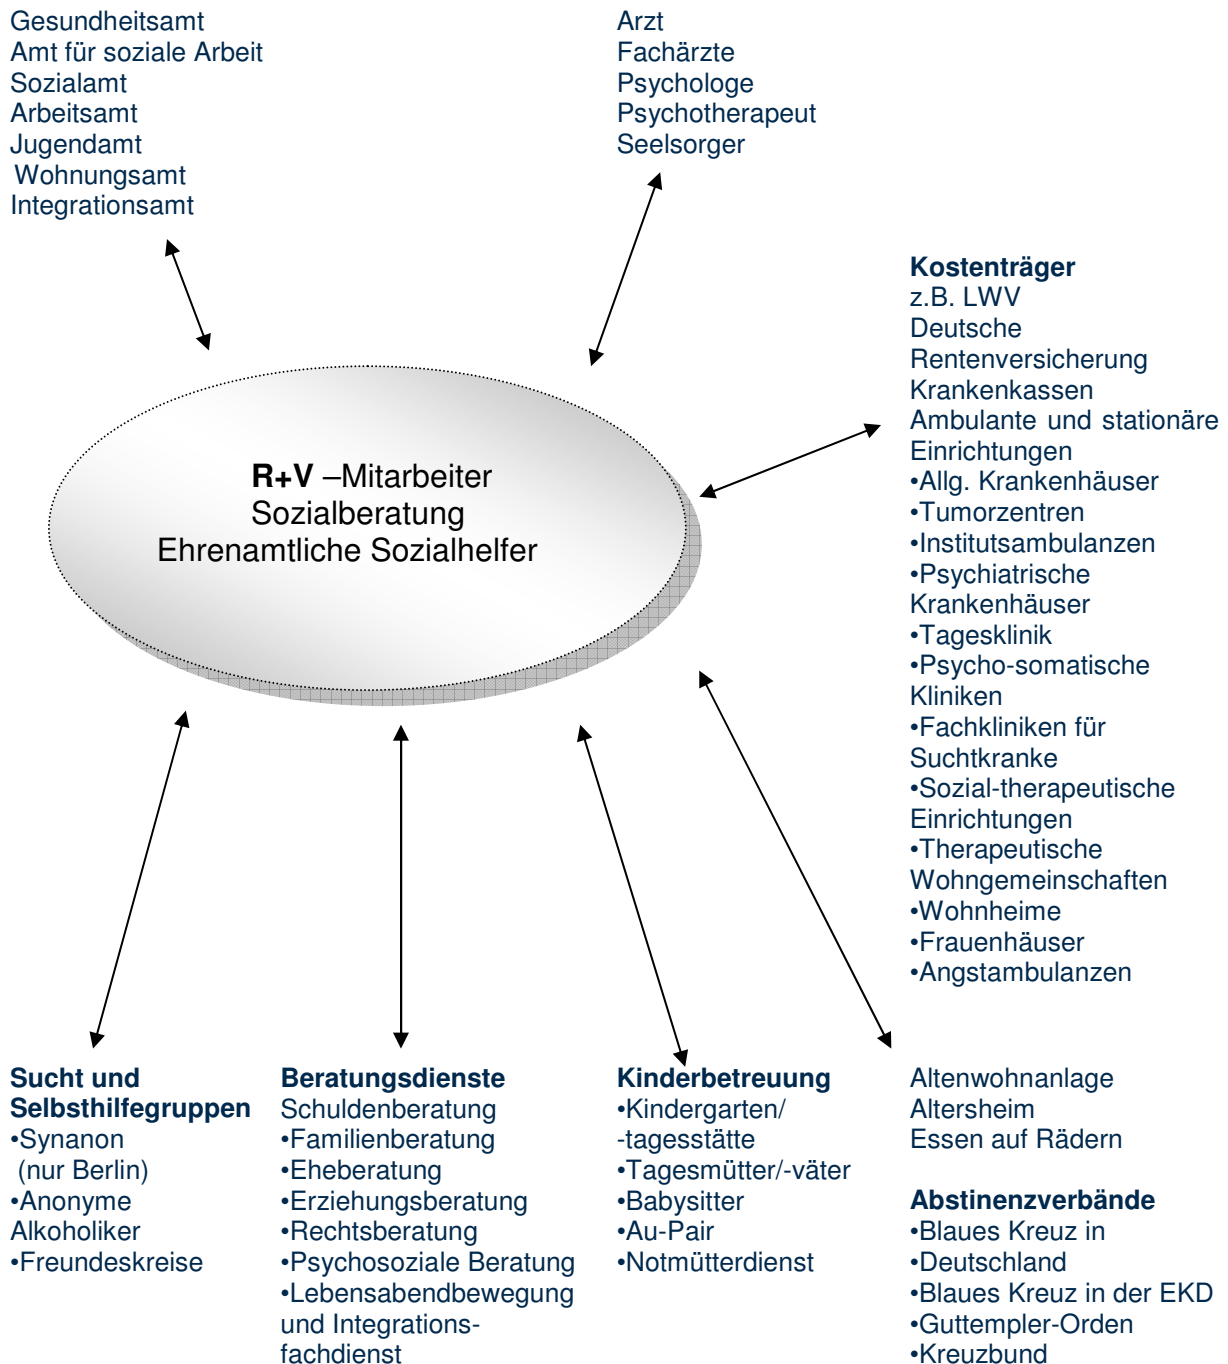 Gesundheitsamt
Amt für soziale Arbeit
Sozialamt
Arbeitsamt
Jugendamt
Wohnungsamt
Integrationsamt
Arzt
Fachärzte
Psychologe
Psychotherapeut
Seelsorger
Kostenträger
z.B. LWV
Deutsche
Rentenversicherung
Krankenkassen
Ambulante und stationäre
Einrichtungen
•Allg. Krankenhäuser
•Tumorzentren
•Institutsambulanzen
•Psychiatrische
Krankenhäuser
•Tagesklinik
•Psycho-somatische
Kliniken
•Fachkliniken für
Suchtkranke
•Sozial-therapeutische
Einrichtungen
•Therapeutische
Wohngemeinschaften
•Wohnheime
•Frauenhäuser
•Angstambulanzen
R+V –Mitarbeiter
Sozialberatung
Ehrenamtliche Sozialhelfer
Sucht und
Selbsthilfegruppen
•Synanon
(nur Berlin)
•Anonyme
Alkoholiker
•Freundeskreise
Beratungsdienste
Schuldenberatung
•Familienberatung
•Eheberatung
•Erziehungsberatung
•Rechtsberatung
•Psychosoziale Beratung
•Lebensabendbewegung
und Integrations-
fachdienst
Kinderbetreuung
•Kindergarten/
-tagesstätte
•Tagesmütter/-väter
•Babysitter
•Au-Pair
•Notmütterdienst
Altenwohnanlage
Altersheim
Essen auf Rädern
Abstinenzverbände
•Blaues Kreuz in
•Deutschland
•Blaues Kreuz in der EKD
•Guttempler-Orden
•Kreuzbund